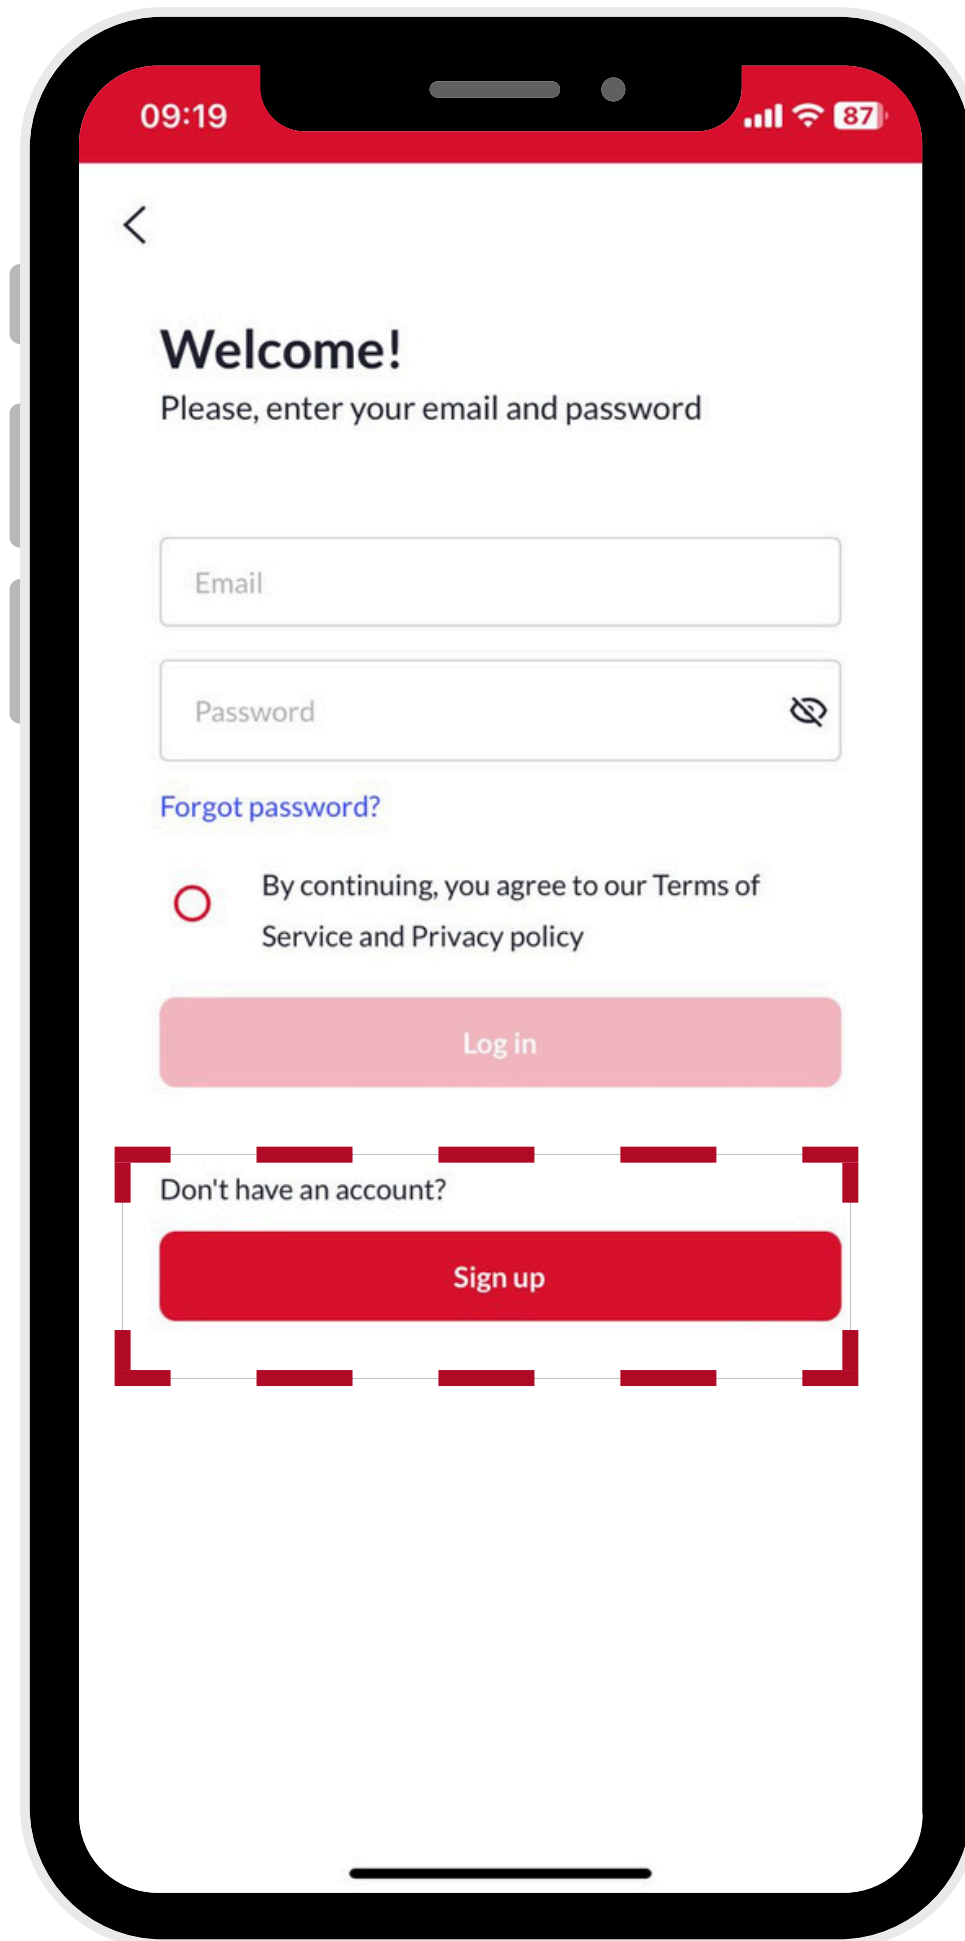 09:19
87
Welcome!
Please, enter your email and password
Email
Password
Forgot password?
By continuing, you agree to our Terms of
Service and Privacy policy
Log in
Don't have an account?
Sign up